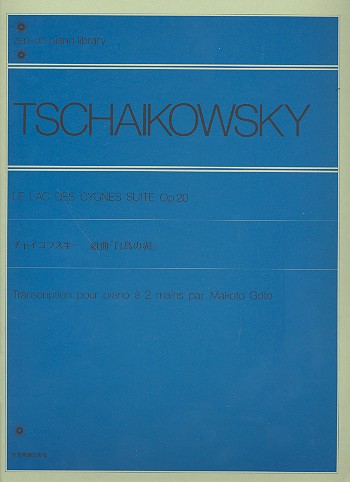 zen-on piano library
TSCHAIKOWSKY
LE LAC DES CYGNES SUITE Op.20
チャイコフスキー 組曲「白鳥の湖」
Transcription pour piano à 2 mains par Makoto Goto